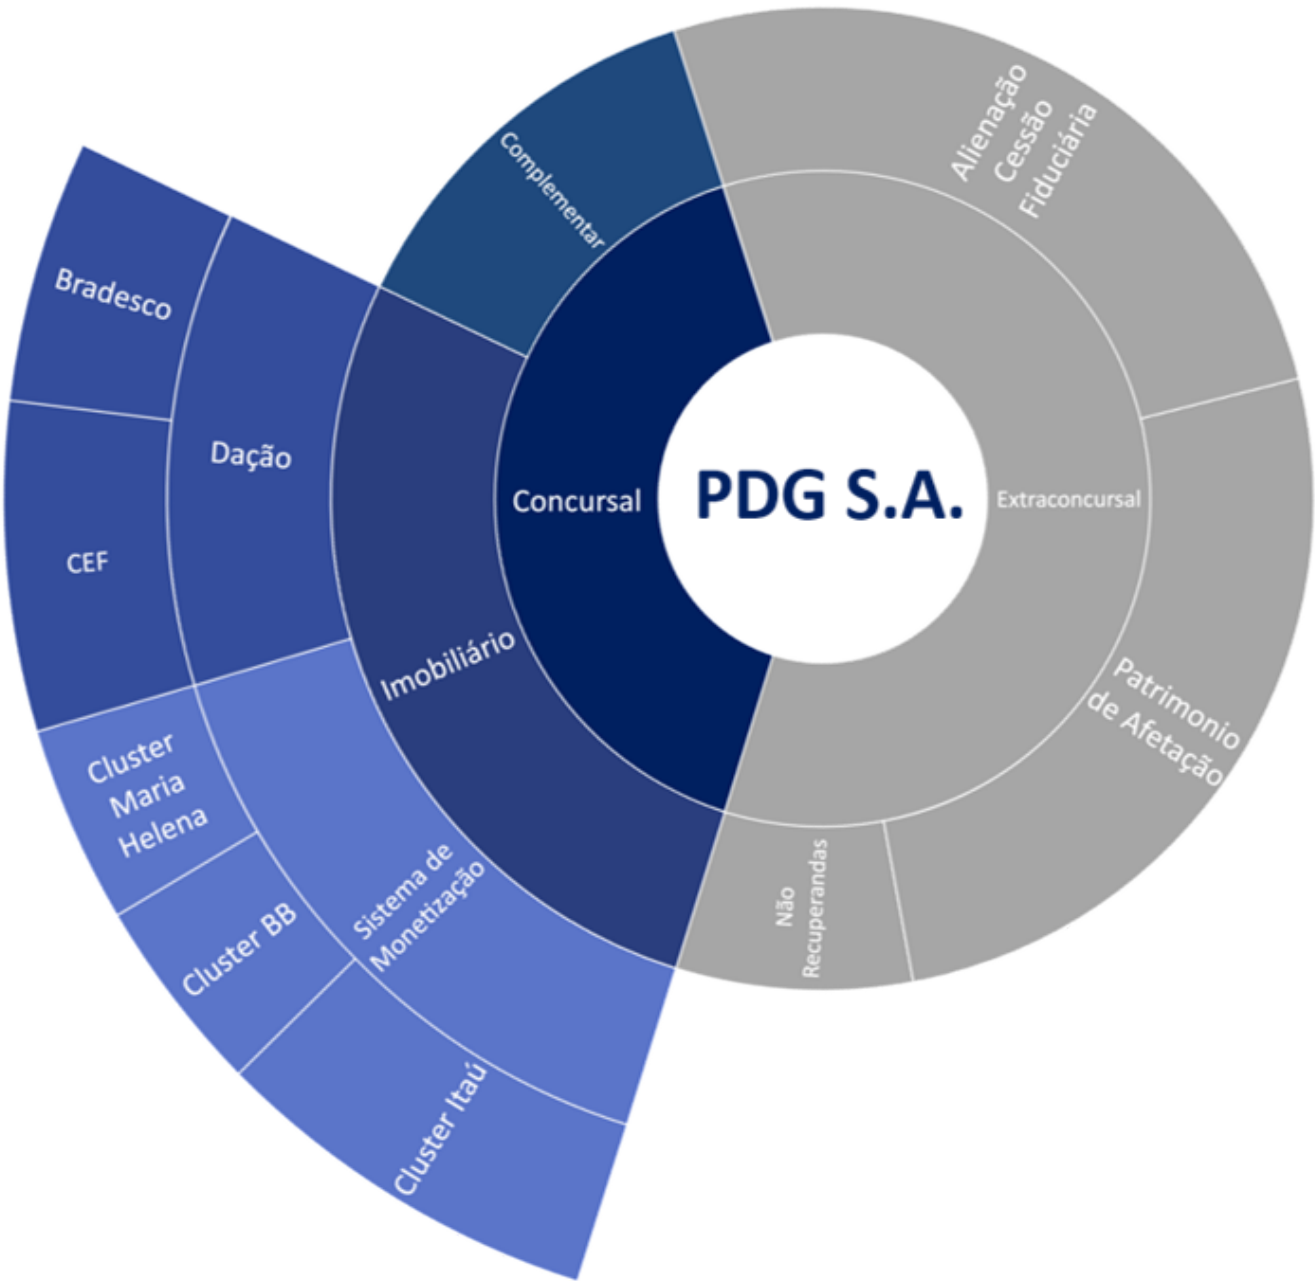 PDG S.A.
Concursal
Extraconcursal
Complementar
Imobiliário
Dação
Bradesco
CEF
Sistema de
Monetização
Cluster
Maria
Helena
Cluster BB
Cluster Itaú
Alienação
Cessão
Fiduciária
Patrimonio
de Afetação
Não
Recuperandas